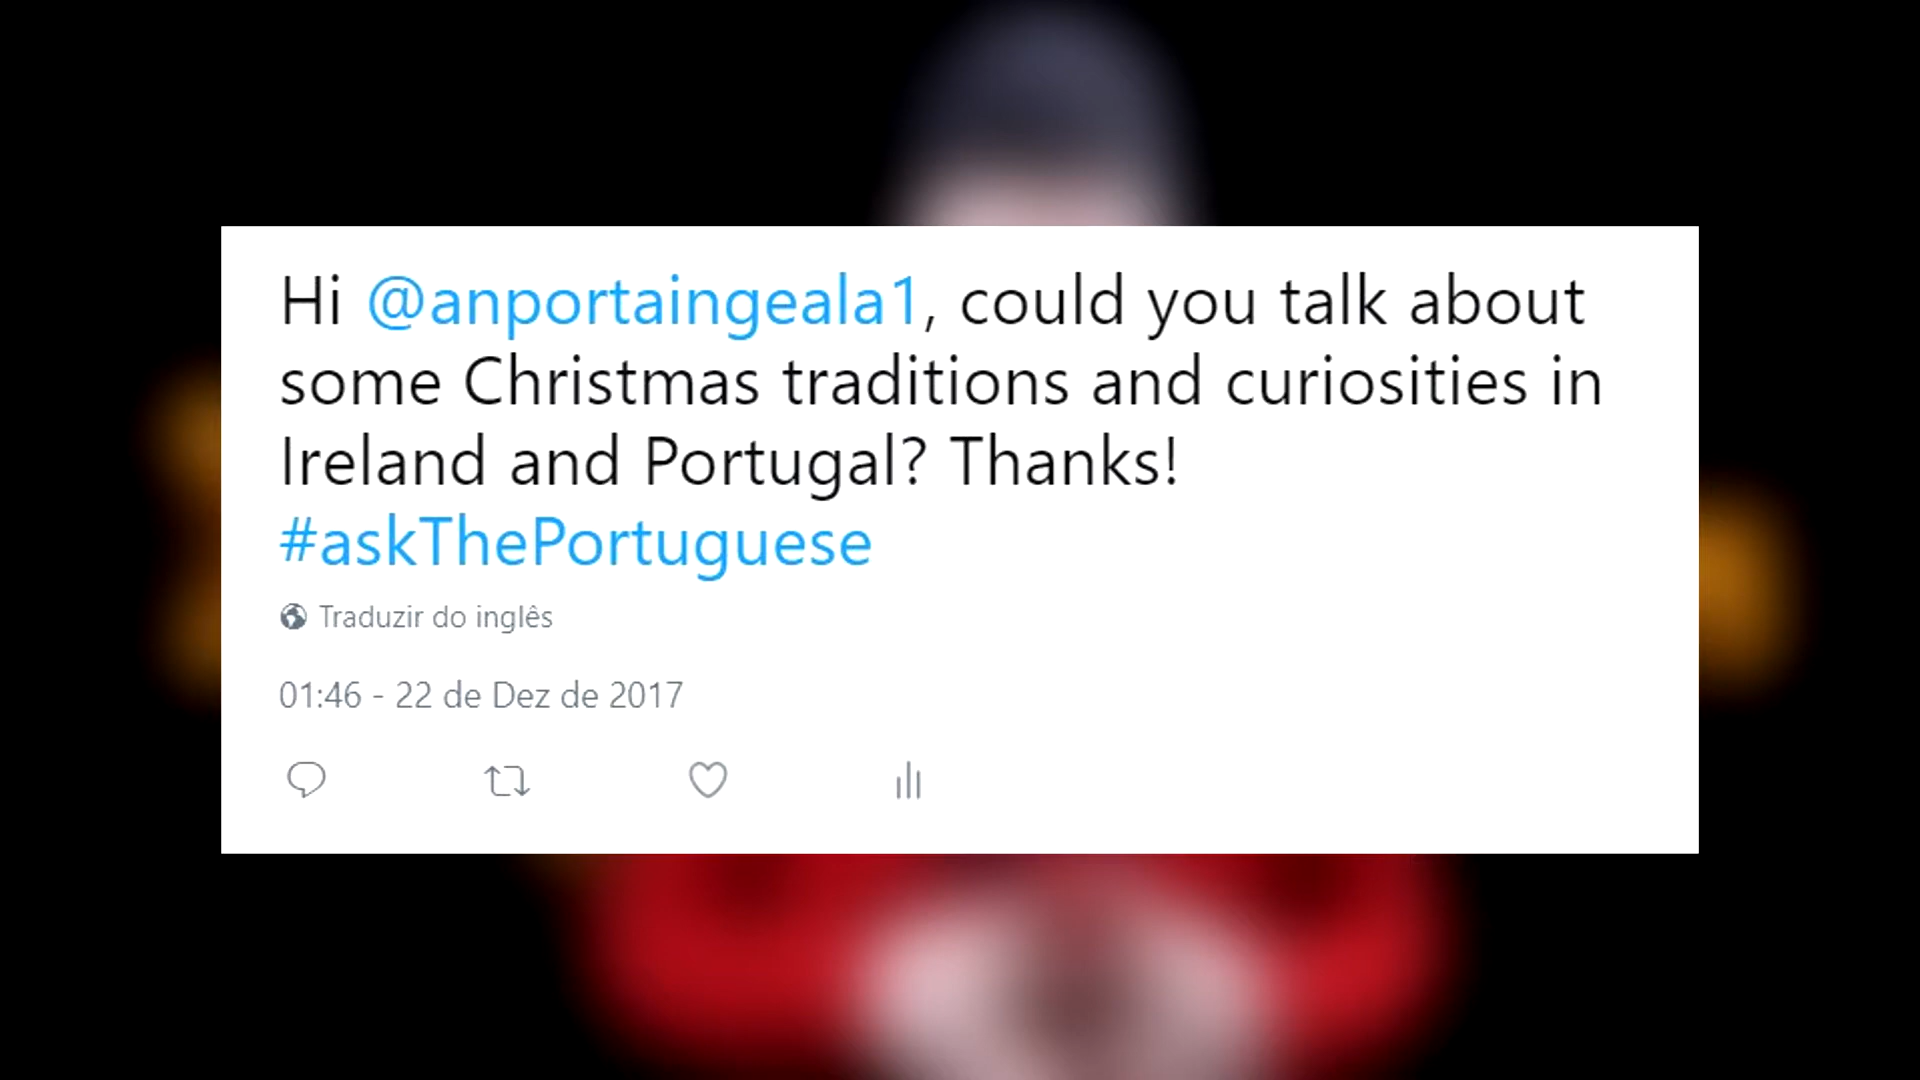 Hi @anportaingeala1, could you talk about
some Christmas traditions and curiosities in
Ireland and Portugal? Thanks!
#askThePortuguese
Traduzir do inglês
01:46 - 22 de Dez de 2017